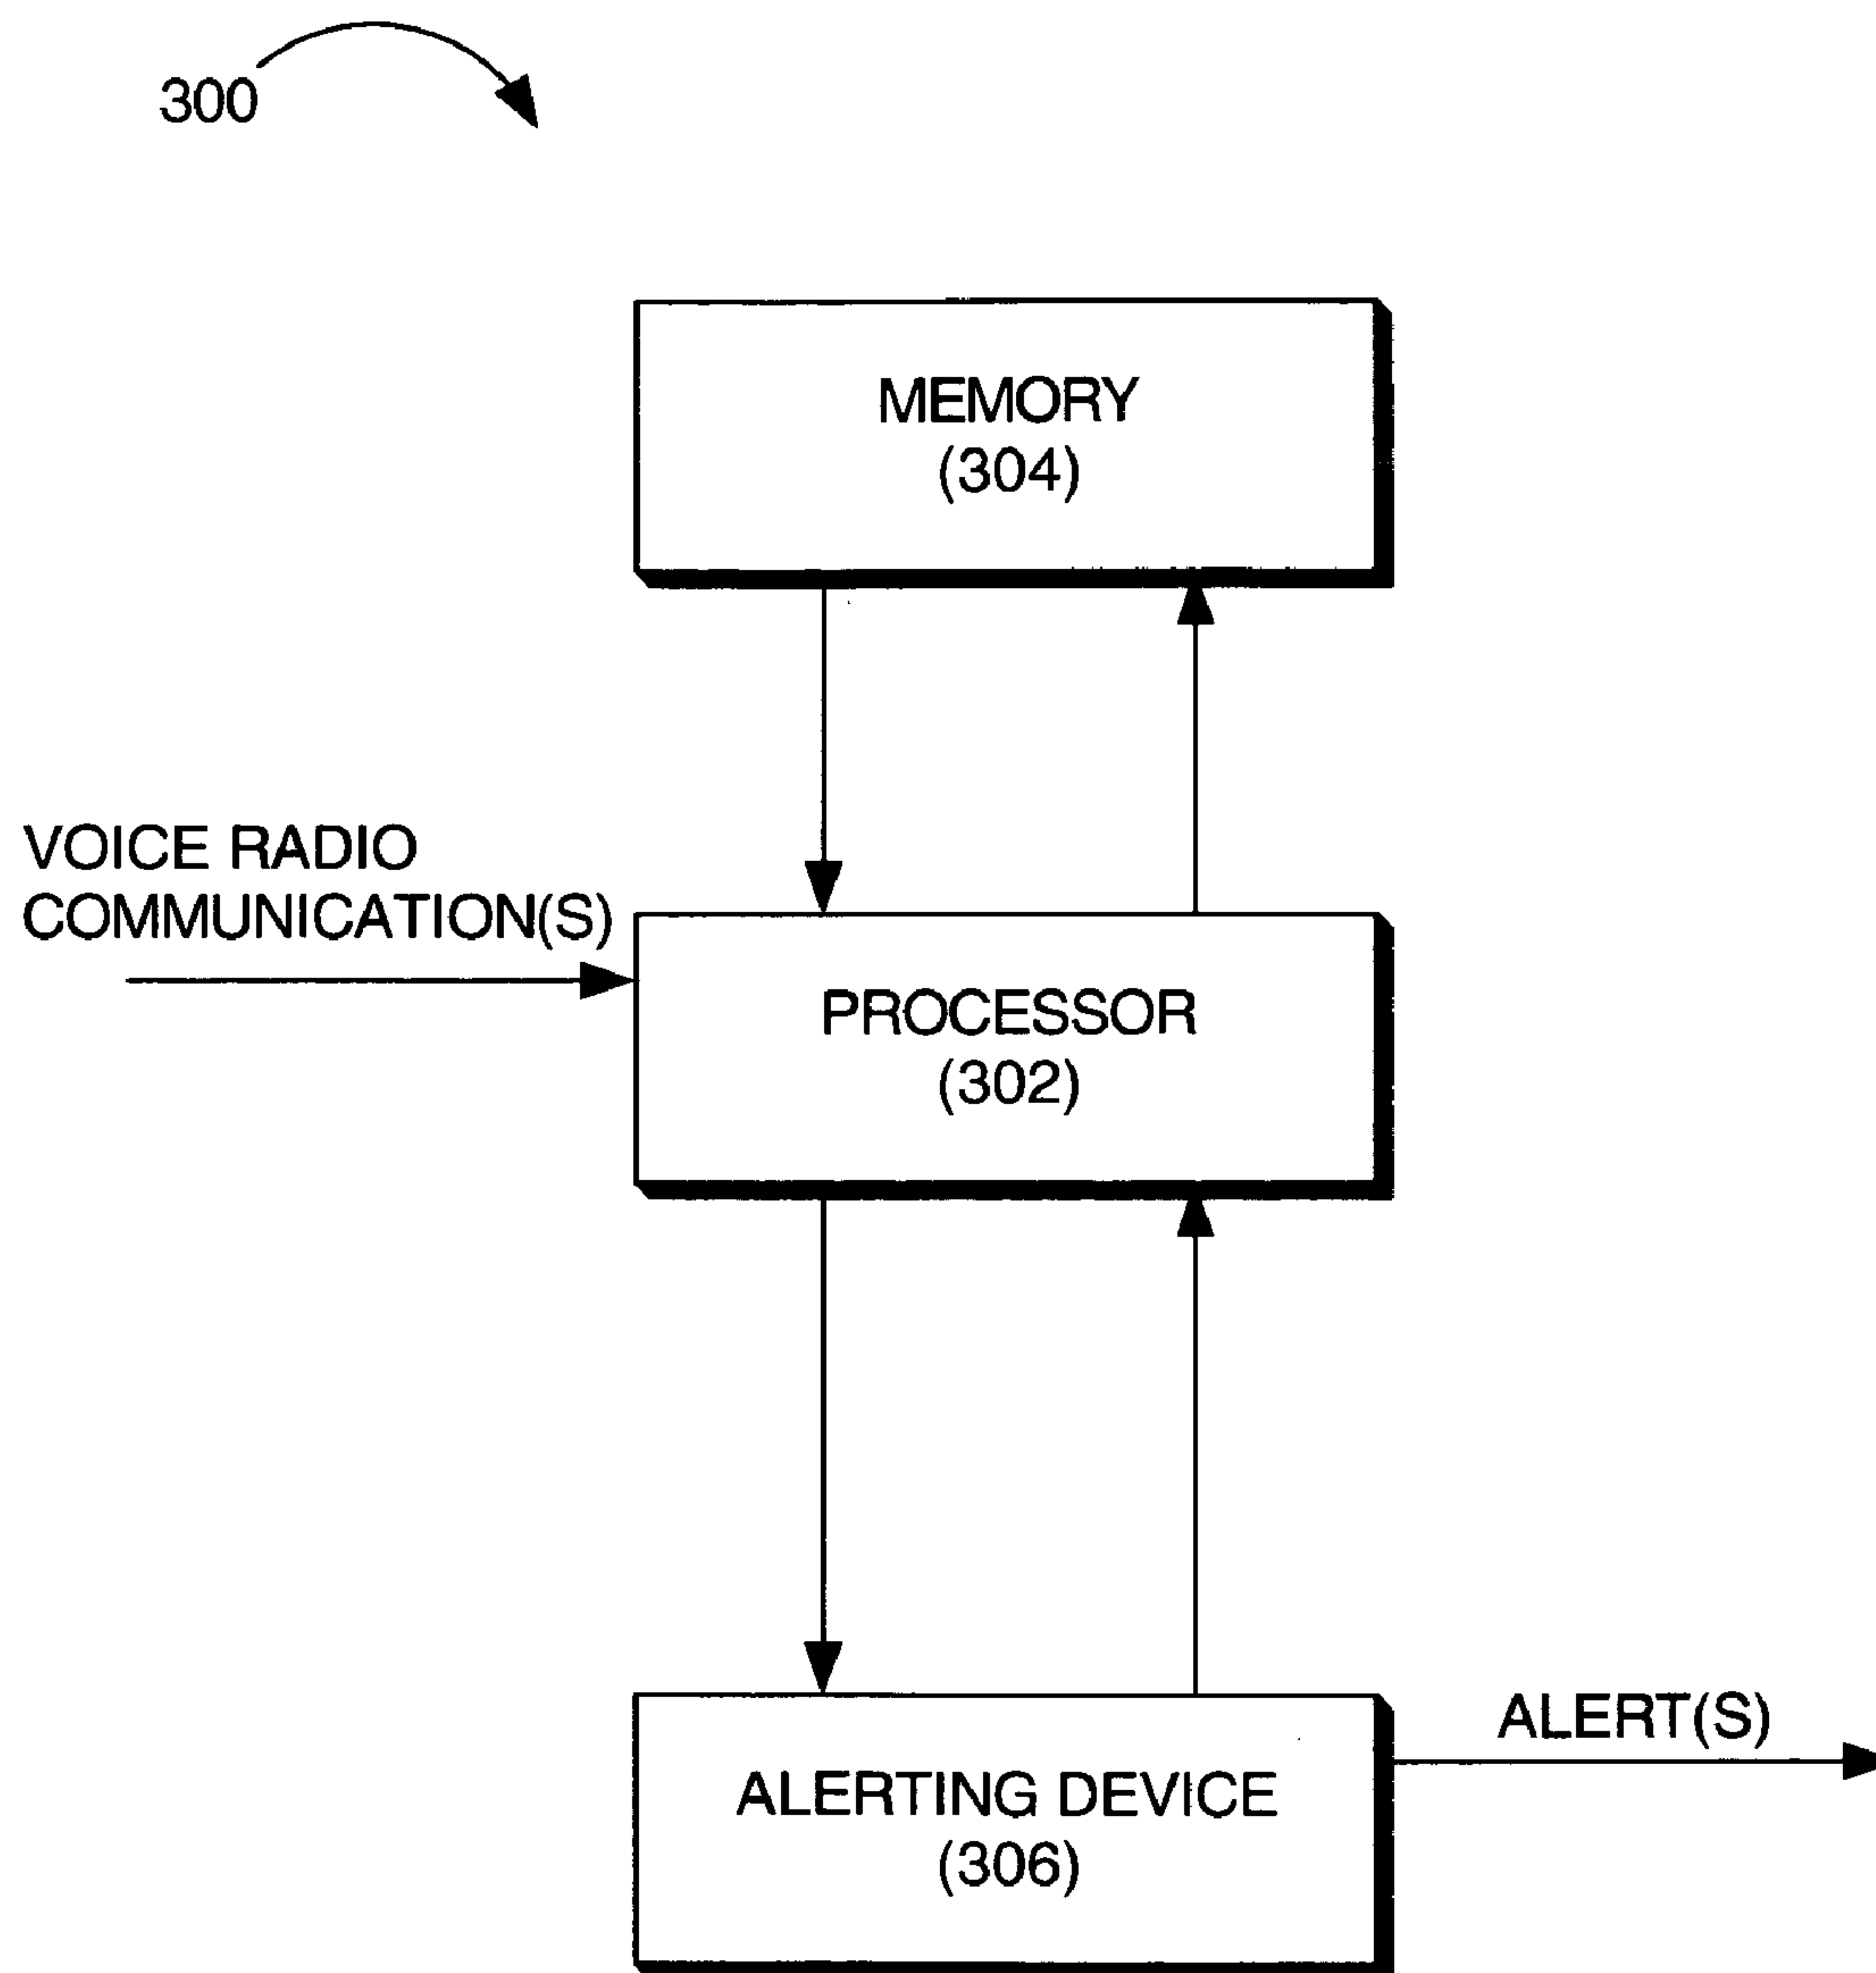 300
MEMORY
(304)
VOICE RADIO
COMMUNICATION(S)
PROCESSOR
(302)
ALERT(S)
ALERTING DEVICE
(306)